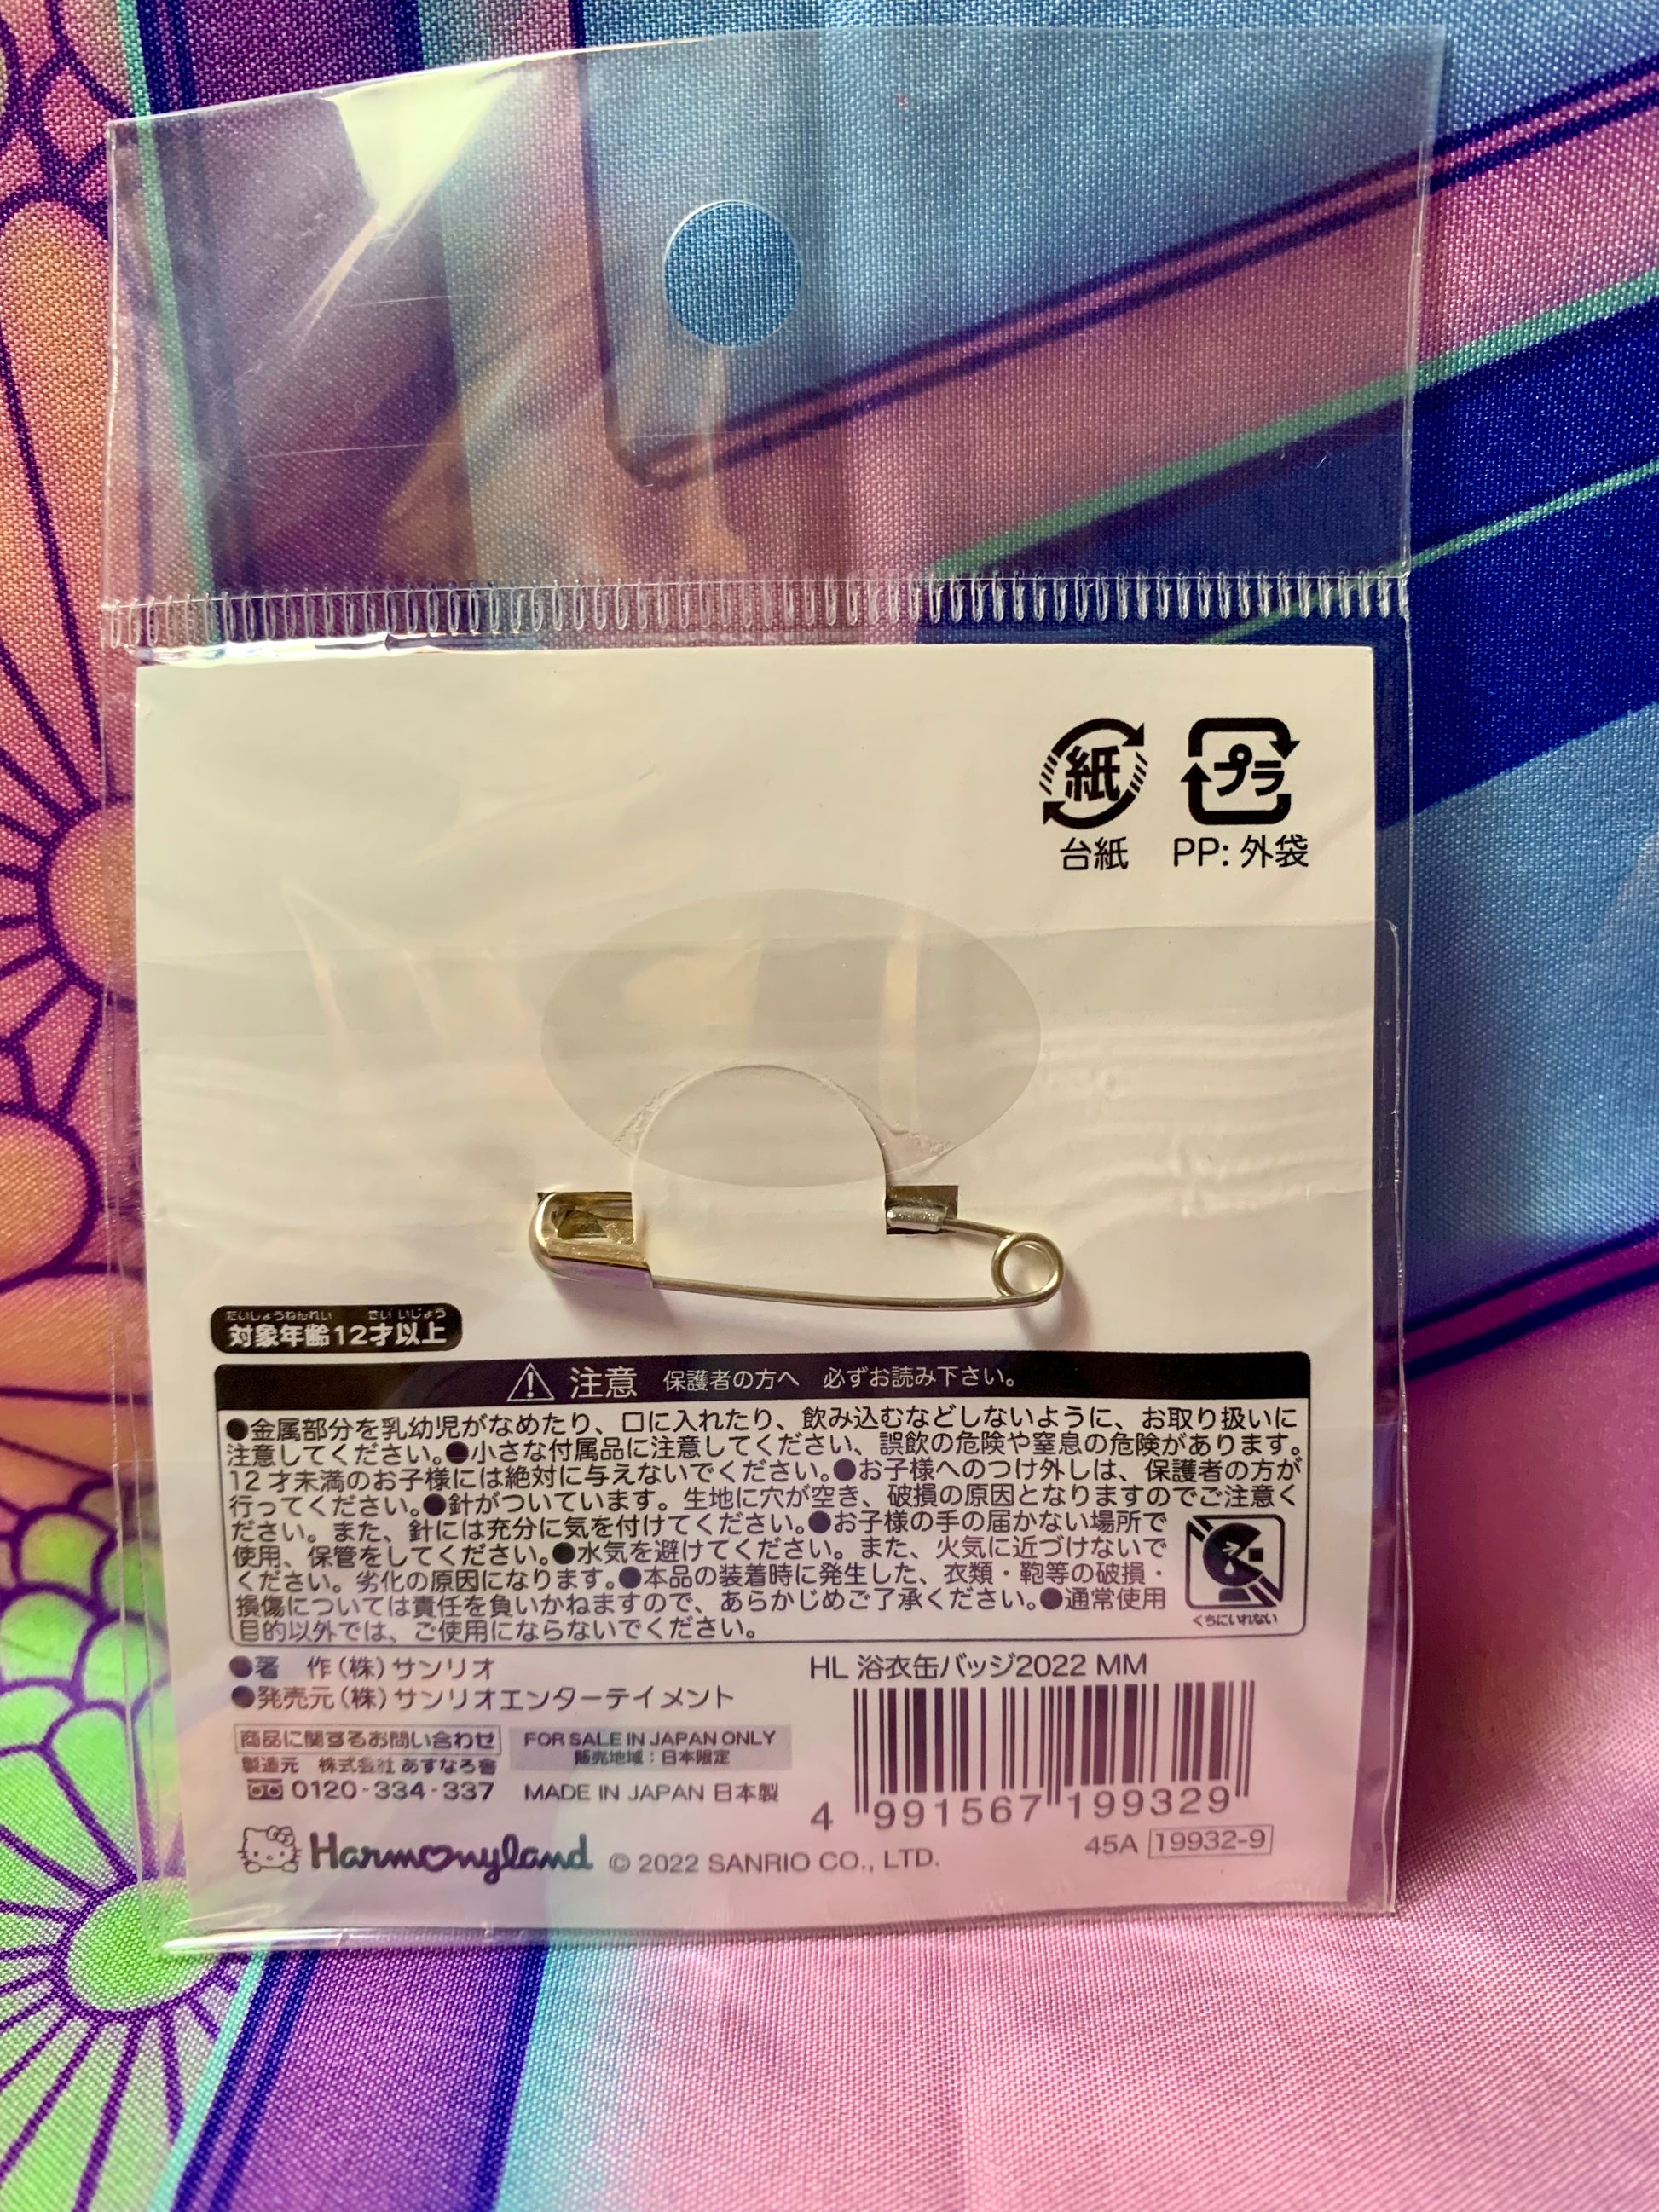 紙 プラ
台紙 PP: 外袋
たいしょうねんれい さい いじょう
対象年齢12才以上
注意 保護者の方へ 必ずお読み下さい。
●金属部分を乳幼児がなめたり、口に入れたり、飲み込むなどしないように、お取り扱いに
注意してください。●小さな付属品に注意してください、誤飲の危険や窒息の危険があります。
12才未満のお子様には絶対に与えないでください。●お子様へのつけ外しは、保護者の方が
行ってください。●針がついています。生地に穴が空き、破損の原因となりますのでご注意く
ださい。また、針には充分に気を付けてください。●お子様の手の届かない場所で
使用、保管をしてください。●水気を避けてください。また、火気に近づけないで
ください。劣化の原因になります。●本品の装着時に発生した、衣類・鞄等の破損・
損傷については責任を負いかねますので、あらかじめご了承ください。●通常使用
目的以外では、ご使用にならないでください。
くちにいれない
●著 作(株)サンリオ
●発売元(株)サンリオエンターテイメント
商品に関するお問い合わせ
製造元 株式会社 あすなろ舎
0120-334-337
FOR SALE IN JAPAN ONLY
販売地域:日本限定
MADE IN JAPAN 日本製
HL 浴衣缶バッジ2022 MM
4 991567 199329
45A 19932-9
Harmonyland © 2022 SANRIO CO., LTD.